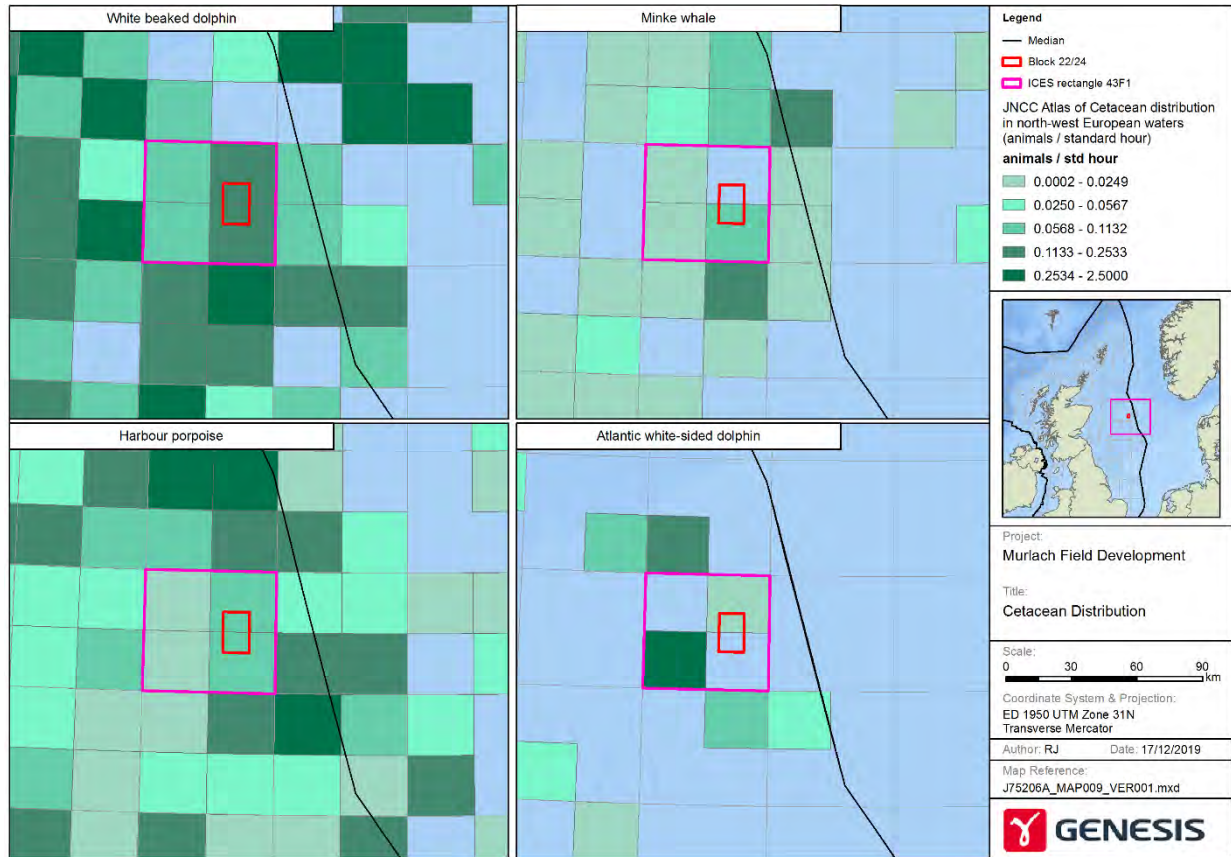 White beaked dolphin
Minke whale
Harbour porpoise
Atlantic white-sided dolphin
Legend
Median
Block 22/24
ICES rectangle 43F1
JNCC Atlas of Cetacean distribution
in north-west European waters
(animals / standard hour)
animals / std hour
0.0002 - 0.0249
0.0250 - 0.0567
0.0568 - 0.1132
0.1133 - 0.2533
0.2534 - 2.5000
Project:
Murlach Field Development
Title:
Cetacean Distribution
Scale:
0 30 60 90
km
Coordinate System & Projection:
ED 1950 UTM Zone 31N
Transverse Mercator
Author: RJ Date: 17/12/2019
Map Reference:
J75206A_MAP009_VER001.mxd
GENESIS